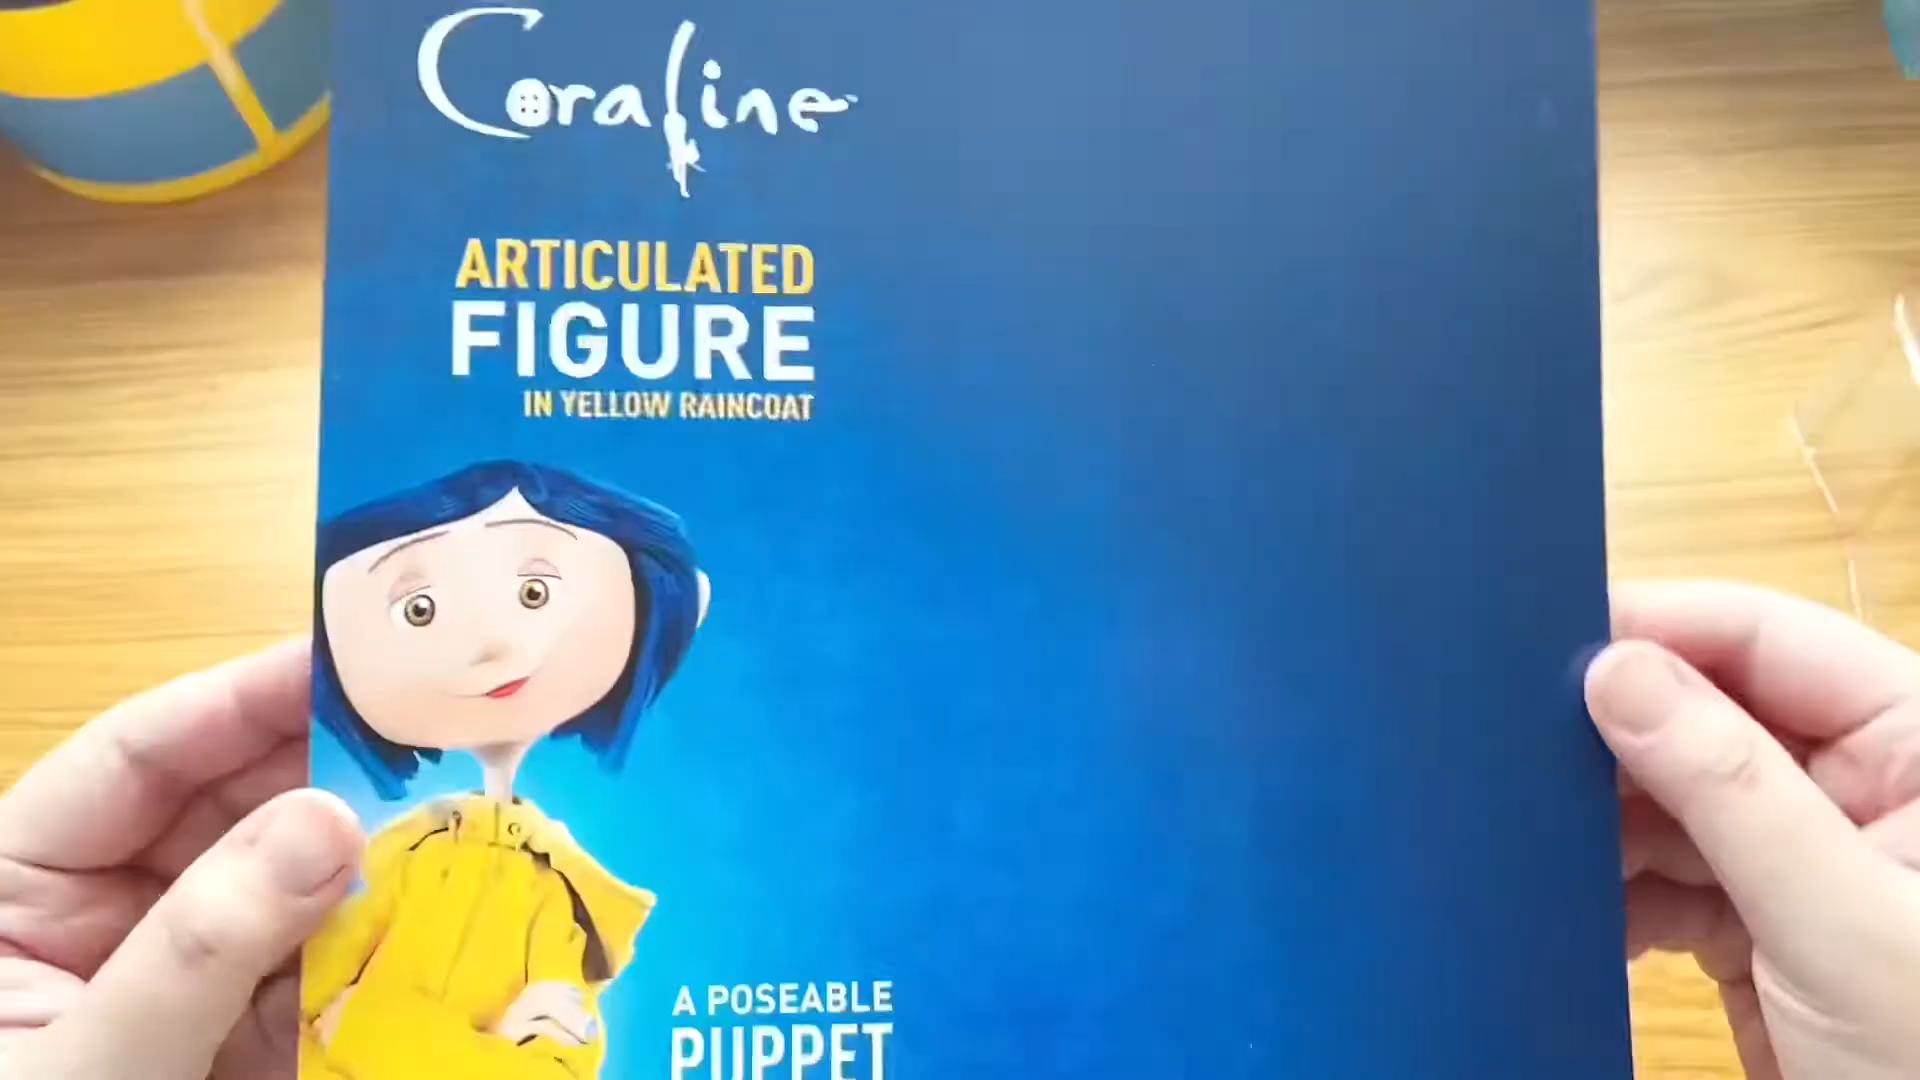 Coraline
ARTICULATED
FIGURE
IN YELLOW RAINCOAT
A POSEABLE
PUPPET